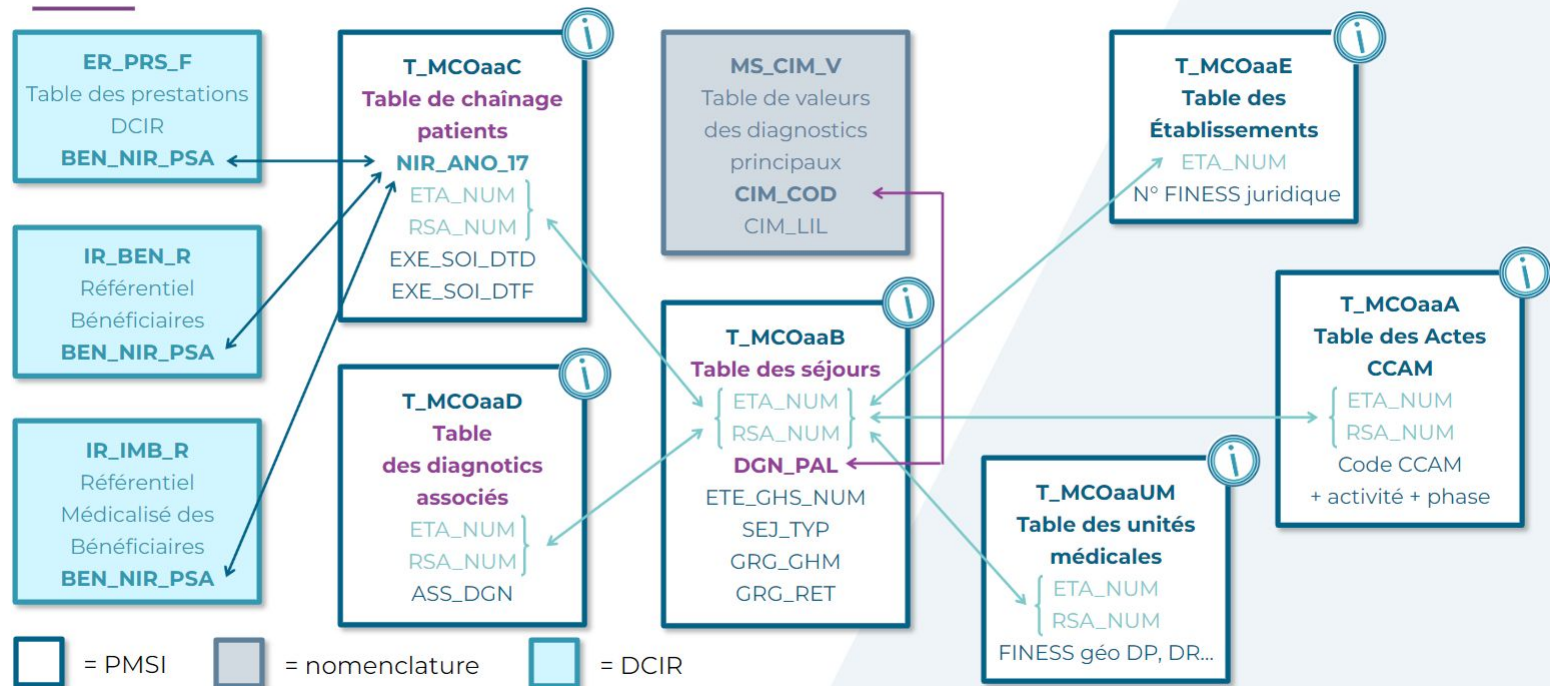 ER_PRS_F
Table des prestations
DCIR
BEN_NIR_PSA
IR_BEN_R
Référentiel
Bénéficiaires
BEN_NIR_PSA
IR_IMB_R
Référentiel
Médicalisé des
Bénéficiaires
BEN_NIR_PSA
T_MCOaaC
Table de chaînage
patients
NIR_ANO_17
ETA_NUM
RSA_NUM
EXE_SOI_DTD
EXE_SOI_DTF
T_MCOaaD
Table
des diagnotics
associés
ETA_NUM
RSA_NUM
ASS_DGN
MS_CIM_V
Table de valeurs
des diagnostics
principaux
CIM_COD
CIM_LIL
T_MCOaaB
Table des séjours
ETA_NUM
RSA_NUM
DGN_PAL
ETE_GHS_NUM
SEJ_TYP
GRG_GHM
GRG_RET
T_MCOaaE
Table des
Établissements
ETA_NUM
N° FINESS juridique
T_MCOaaA
Table des Actes
CCAM
ETA_NUM
RSA_NUM
Code CCAM
+ activité + phase
T_MCOaaUM
Table des unités
médicales
ETA_NUM
RSA_NUM
FINESS géo DP, DR...
= PMSI
= nomenclature
= DCIR